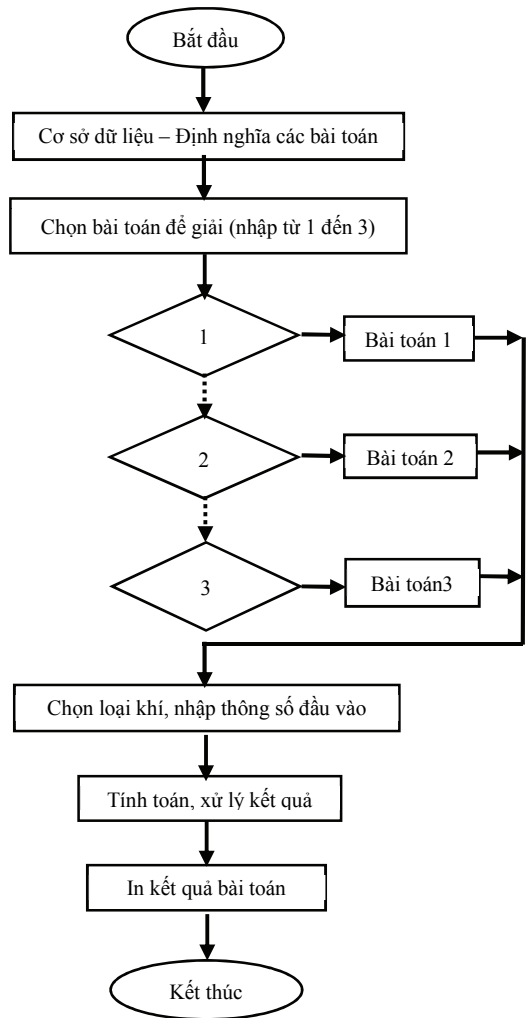 Bắt đầu
Cơ sở dữ liệu – Định nghĩa các bài toán
Chọn bài toán để giải (nhập từ 1 đến 3)
1
Bài toán 1
2
Bài toán 2
3
Bài toán3
Chọn loại khí, nhập thông số đầu vào
Tính toán, xử lý kết quả
In kết quả bài toán
Kết thúc